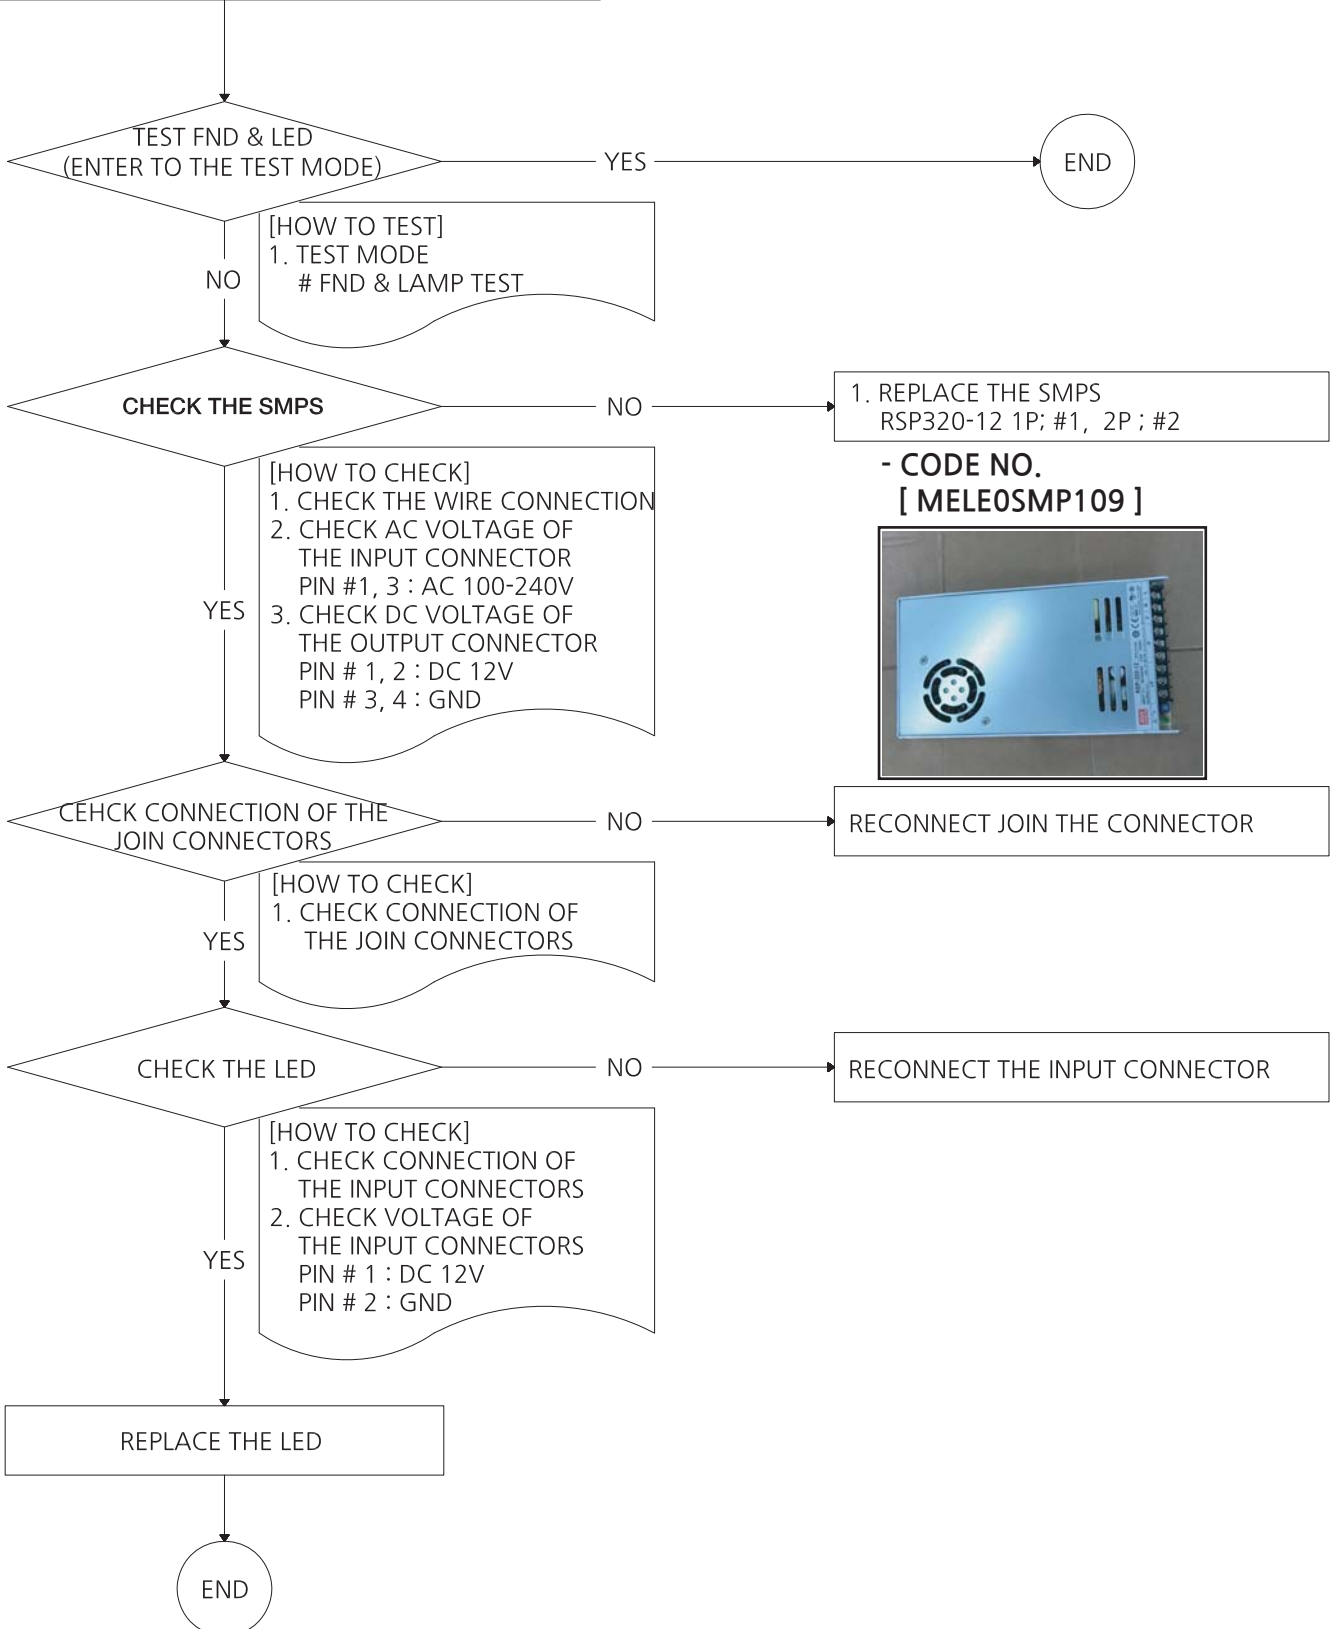 TEST FND & LED
(ENTER TO THE TEST MODE)
YES
END
[HOW TO TEST]
1. TEST MODE
# FND & LAMP TEST
NO
CHECK THE SMPS
NO
1. REPLACE THE SMPS
RSP320-12 1P; #1, 2P ; #2
- CODE NO.
[ MELE0SMP109 ]
[HOW TO CHECK]
1. CHECK THE WIRE CONNECTION
2. CHECK AC VOLTAGE OF
THE INPUT CONNECTOR
PIN #1, 3 : AC 100-240V
3. CHECK DC VOLTAGE OF
THE OUTPUT CONNECTOR
PIN # 1, 2 : DC 12V
PIN # 3, 4 : GND
YES
CEHCK CONNECTION OF THE
JOIN CONNECTORS
NO
RECONNECT JOIN THE CONNECTOR
[HOW TO CHECK]
1. CHECK CONNECTION OF
THE JOIN CONNECTORS
YES
CHECK THE LED
NO
RECONNECT THE INPUT CONNECTOR
[HOW TO CHECK]
1. CHECK CONNECTION OF
THE INPUT CONNECTORS
2. CHECK VOLTAGE OF
THE INPUT CONNECTORS
PIN # 1 : DC 12V
PIN # 2 : GND
YES
REPLACE THE LED
END